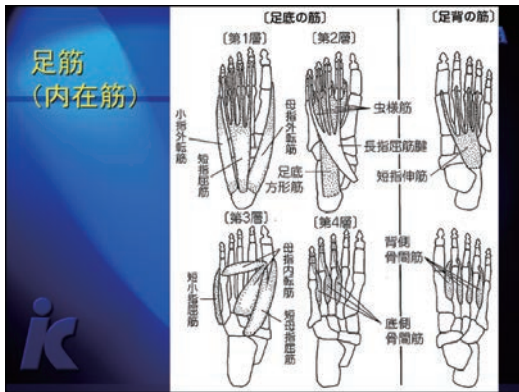 足筋
（内在筋）
〔足底の筋〕
〔足背の筋〕
〔第1層〕
〔第2層〕
小指外転筋
短指屈筋
母指外転筋
足底
方形筋
虫様筋
長指屈筋腱
短指伸筋
〔第3層〕
〔第4層〕
短小指屈筋
母指内転筋
短母指屈筋
底側
骨間筋
背側
骨間筋